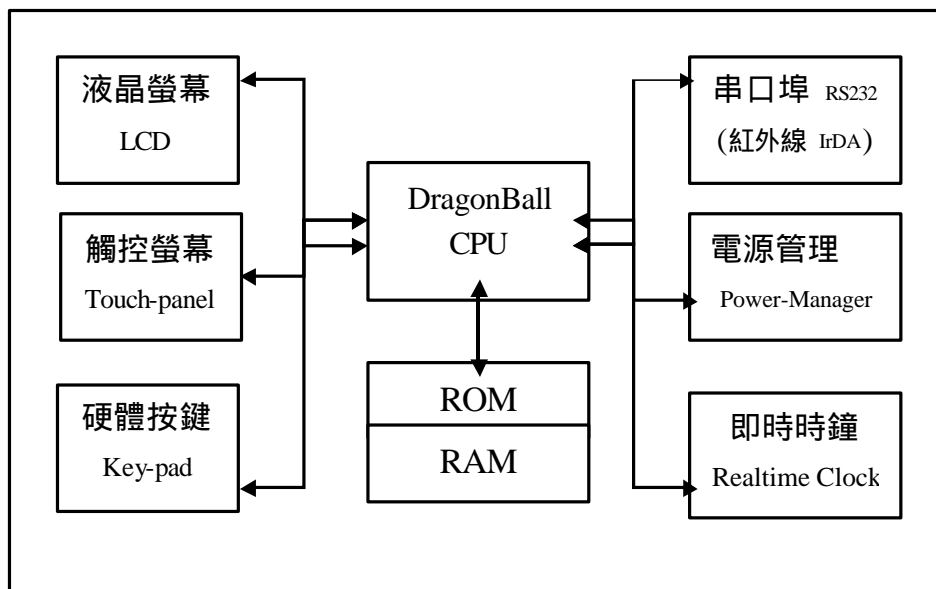 液晶螢幕
LCD
觸控螢幕
Touch-panel
硬體按鍵
Key-pad
DragonBall
CPU
ROM
RAM
串口埠 RS232
(紅外線 IrDA)
電源管理
Power-Manager
即時時鐘
Realtime Clock